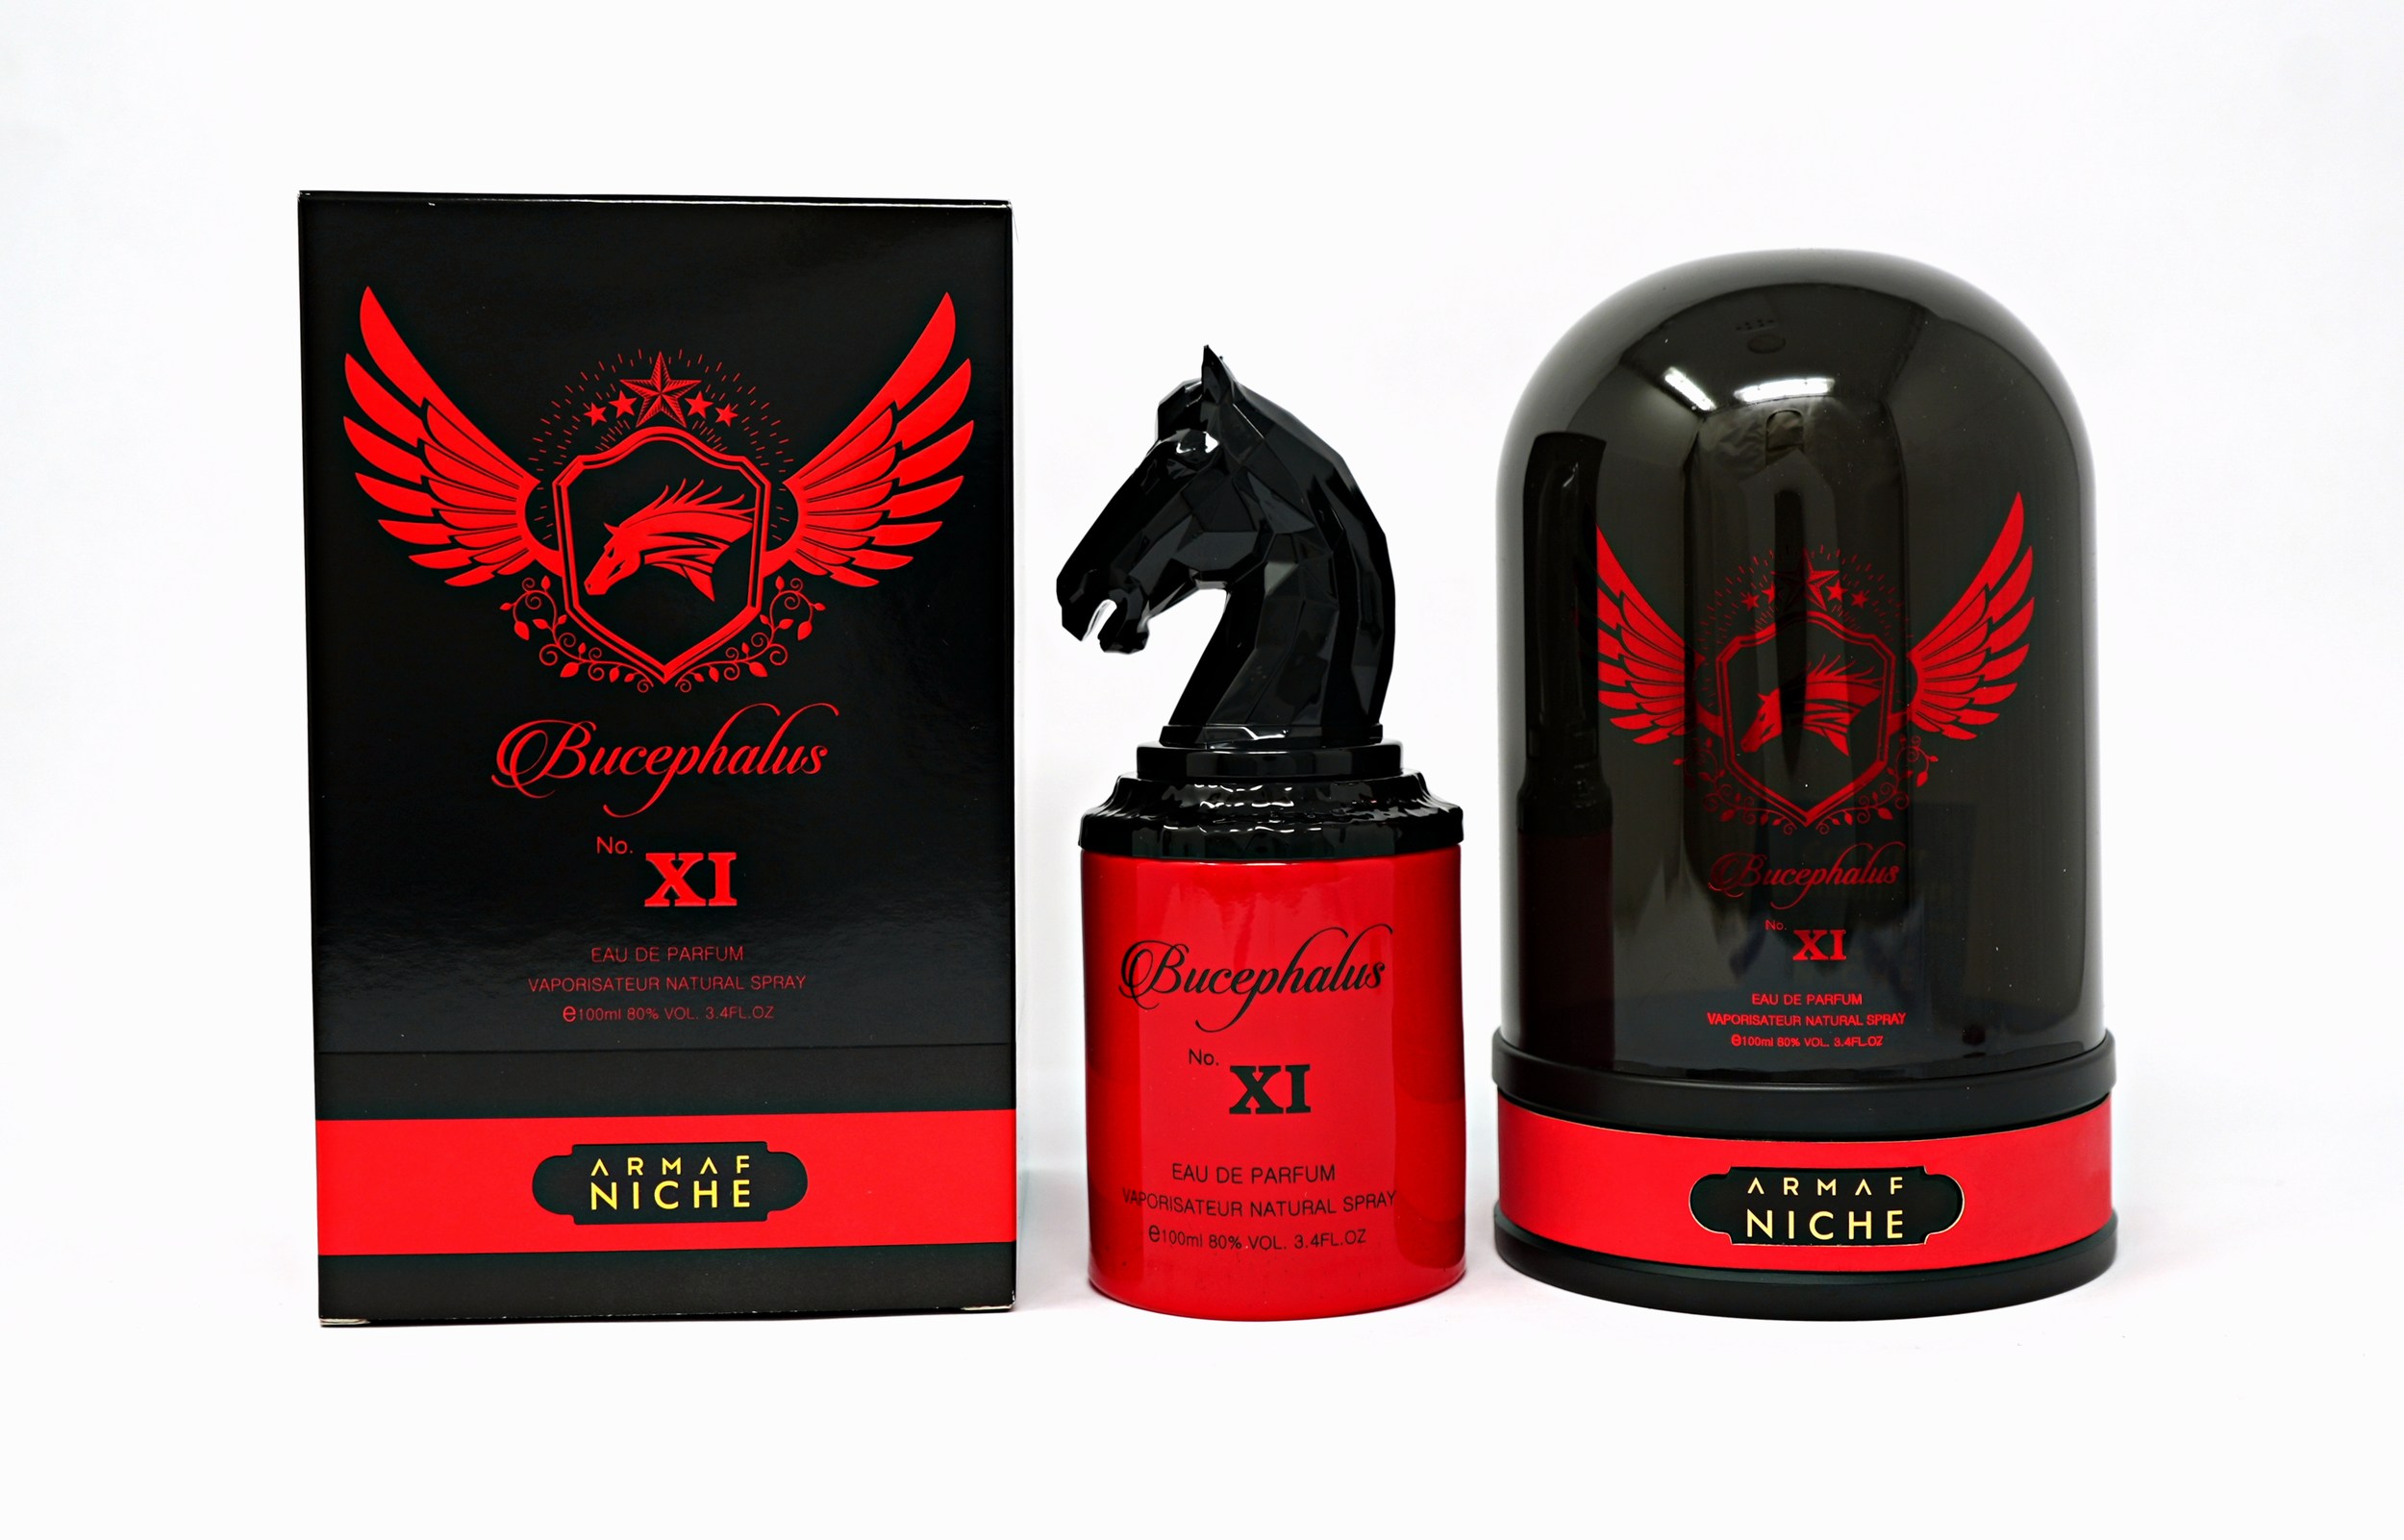 Bucephalus
No. XI
EAU DE PARFUM
VAPORISATEUR NATURAL SPRAY
℮100ml 80% VOL. 3.4FL.OZ
ARMAF
NICHE
Bucephalus
No. XI
EAU DE PARFUM
VAPORISATEUR NATURAL SPRAY
℮100ml 80% VOL. 3.4FL.OZ
Bucephalus
No. XI
EAU DE PARFUM
VAPORISATEUR NATURAL SPRAY
℮100ml 80% VOL. 3.4FL.OZ
ARMAF
NICHE